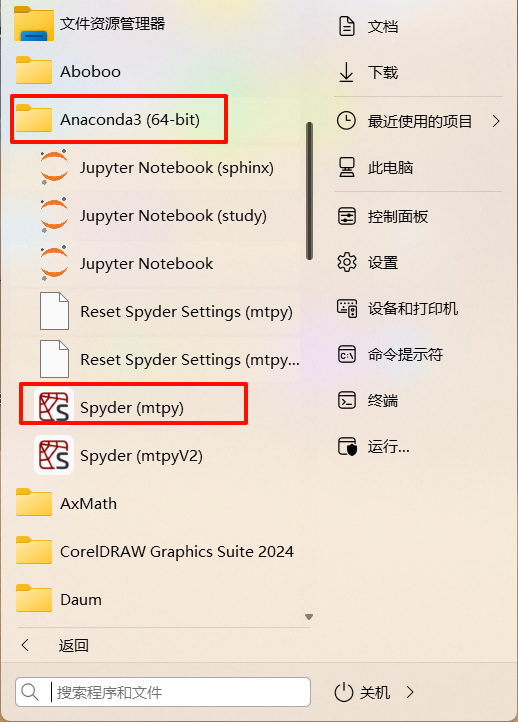 文件资源管理器
Aboboo
Anaconda3 (64-bit)
Jupyter Notebook (sphinx)
Jupyter Notebook (study)
Jupyter Notebook
Reset Spyder Settings (mtpy)
Reset Spyder Settings (mtpy...
Spyder (mtpy)
Spyder (mtpyV2)
AxMath
CorelDRAW Graphics Suite 2024
Daum
返回
搜索程序和文件
文档
下载
最近使用的项目
此电脑
控制面板
设置
设备和打印机
命令提示符
终端
运行...
关机